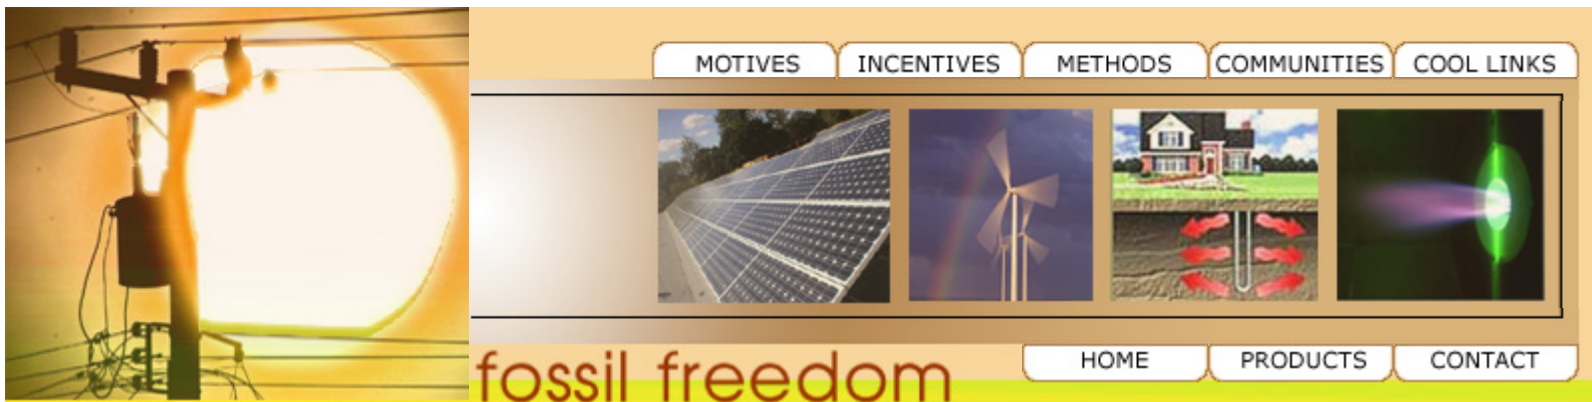 MOTIVES INCENTIVES METHODS COMMUNITIES COOL LINKS
fossil freedom
HOME PRODUCTS CONTACT